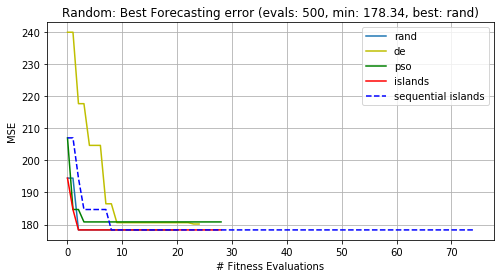 Random: Best Forecasting error (evals: 500, min: 178.34, best: rand)
240
230
220
210
200
190
180
MSE
rand
de
pso
islands
sequential islands
0 10 20 30 40 50 60 70
# Fitness Evaluations